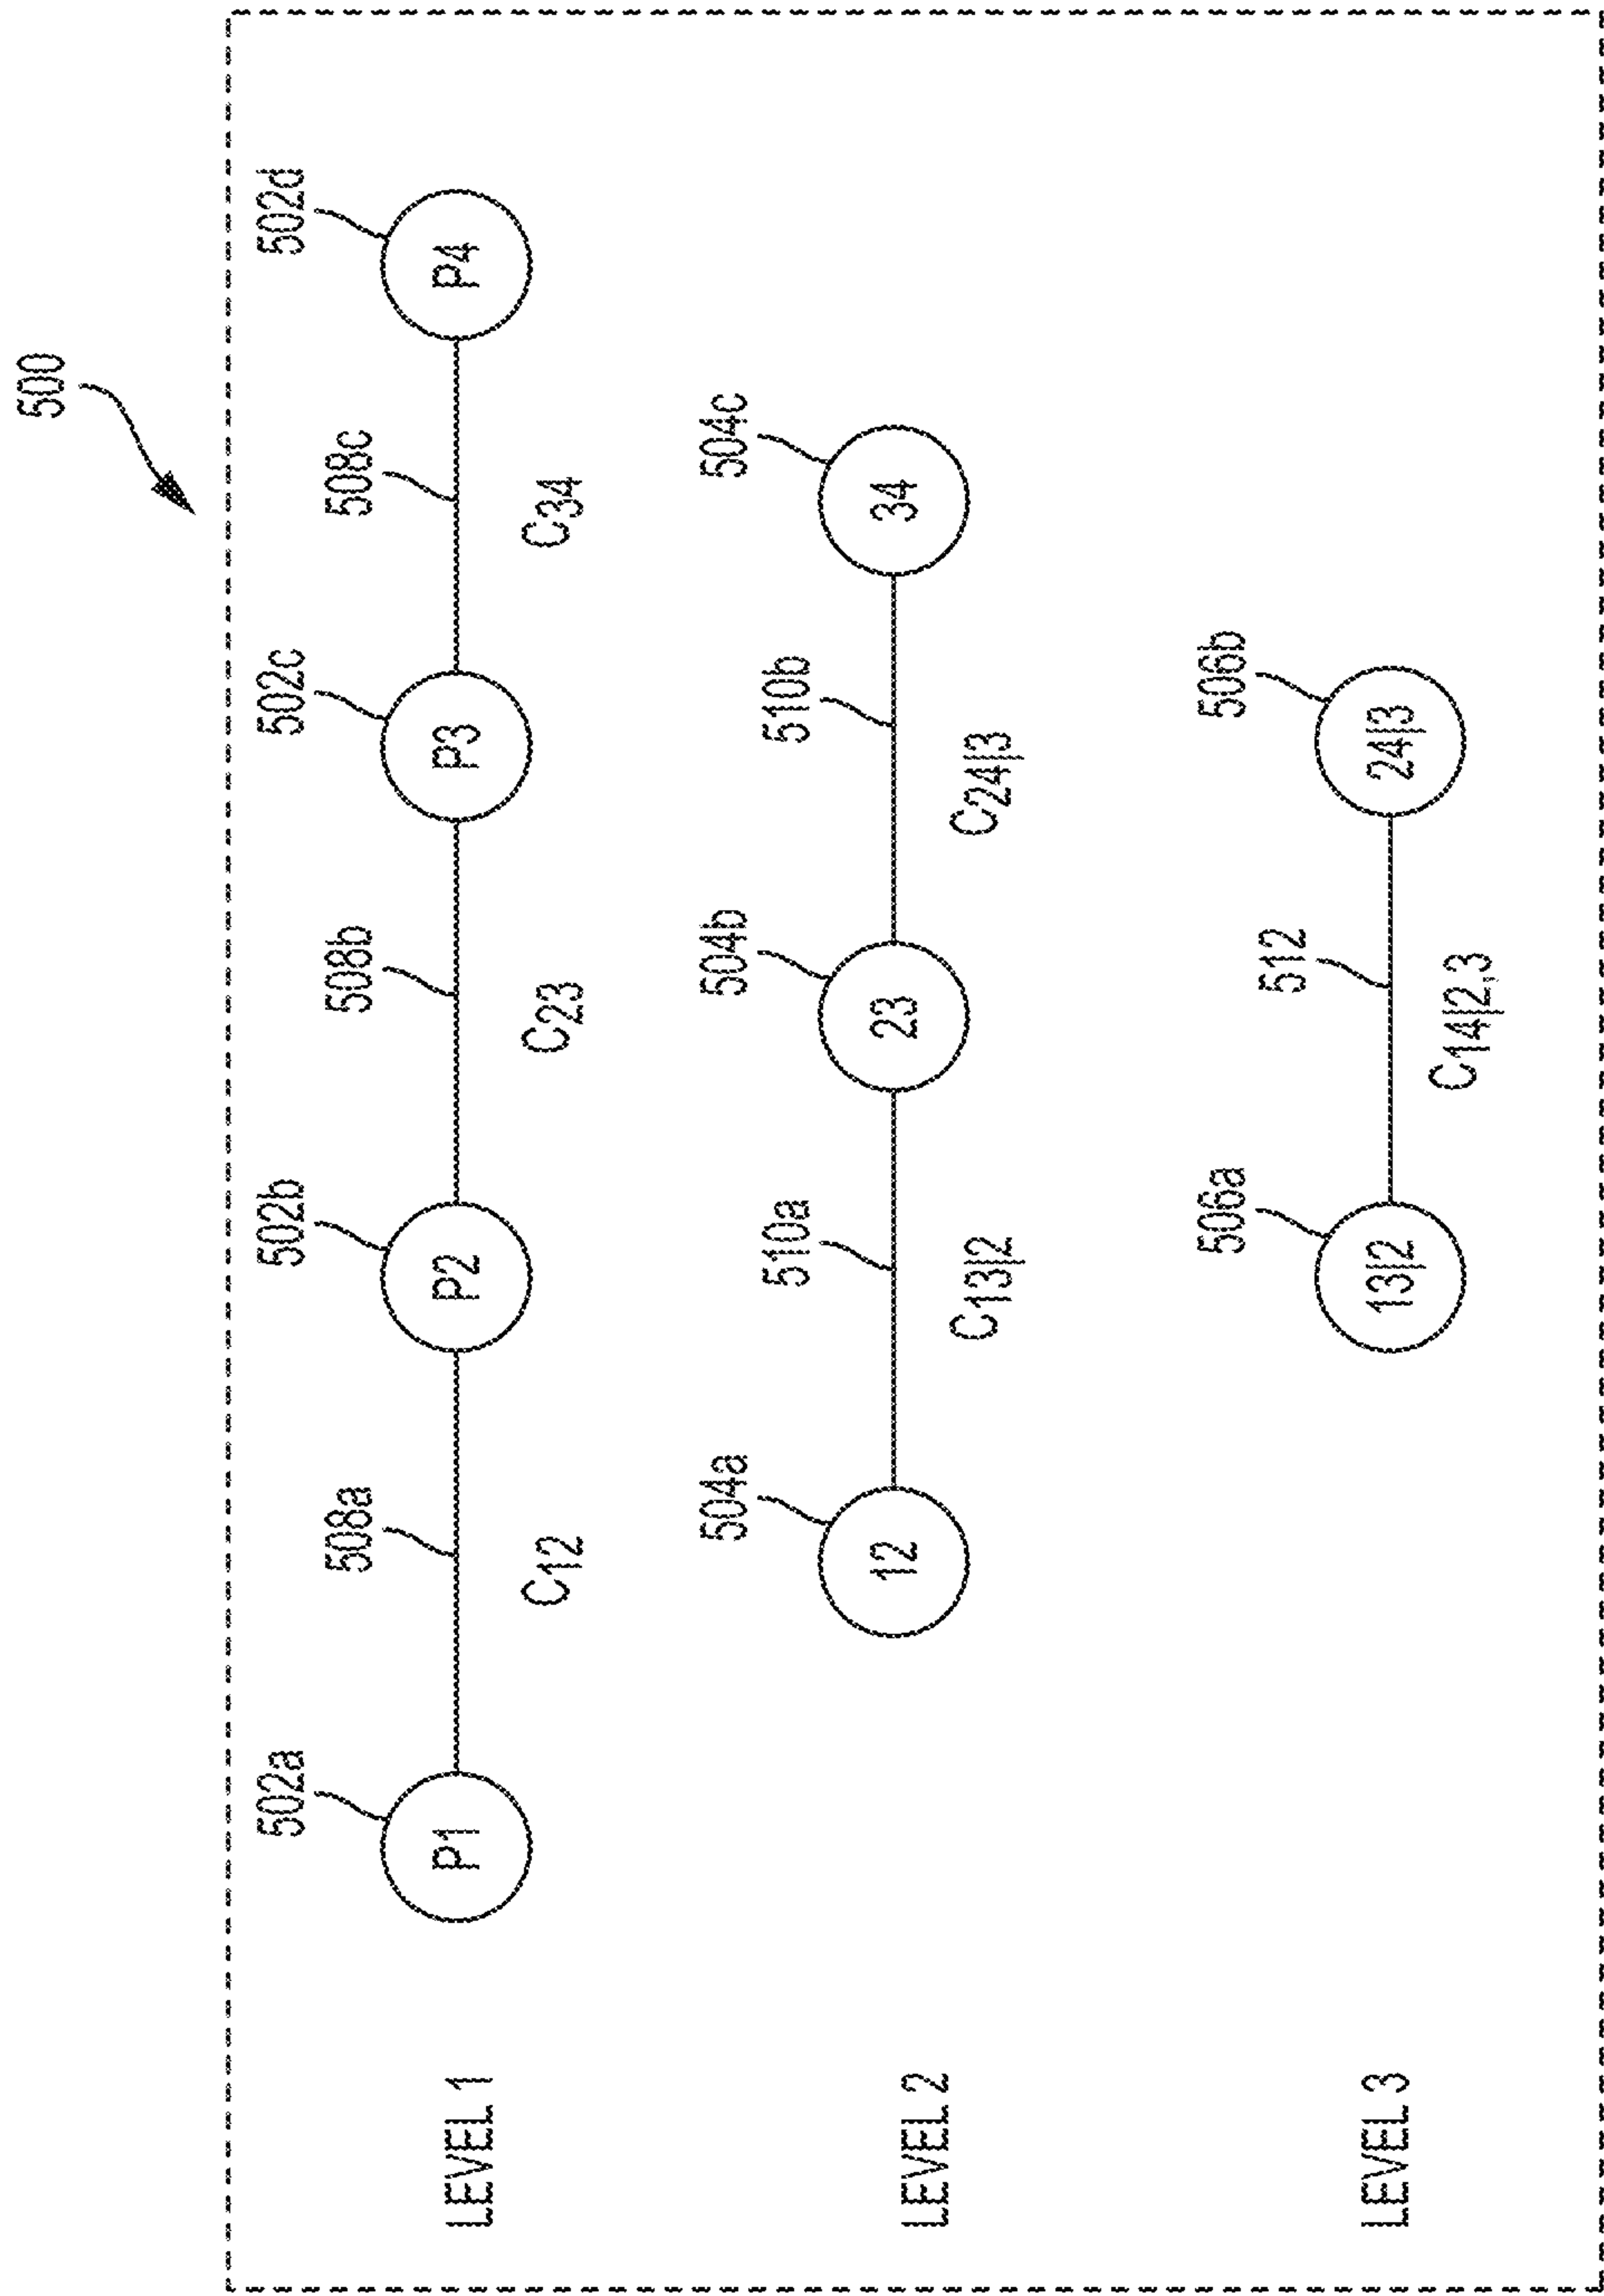 500
502a
502b
502c
502d
508a
508b
508c
LEVEL 1
P1
P2
P3
P4
C12
C23
C34
504a
504b
504c
510a
510b
LEVEL 2
12
23
34
C13|2
C24|3
506a
506b
512
LEVEL 3
13|2
24|3
C14|2,3